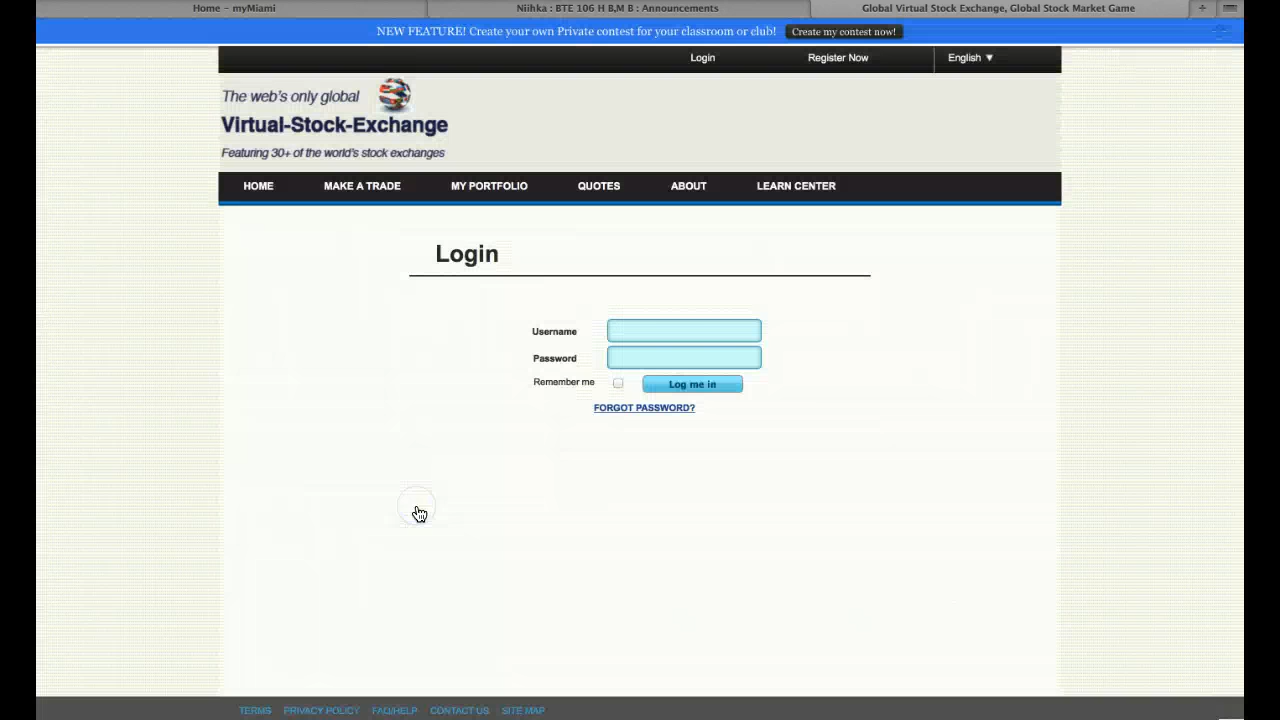 Home – myMiami
Niihka : BTE 106 H B,M B : Announcements
Global Virtual Stock Exchange, Global Stock Market Game
NEW FEATURE! Create your own Private contest for your classroom or club! Create my contest now!
Login Register Now English ▼
The web's only global
Virtual-Stock-Exchange
Featuring 30+ of the world's stock exchanges
HOME MAKE A TRADE MY PORTFOLIO QUOTES ABOUT LEARN CENTER
Login
Username
Password
Remember me Log me in
FORGOT PASSWORD?
TERMS PRIVACY POLICY FAQ/HELP CONTACT US SITE MAP